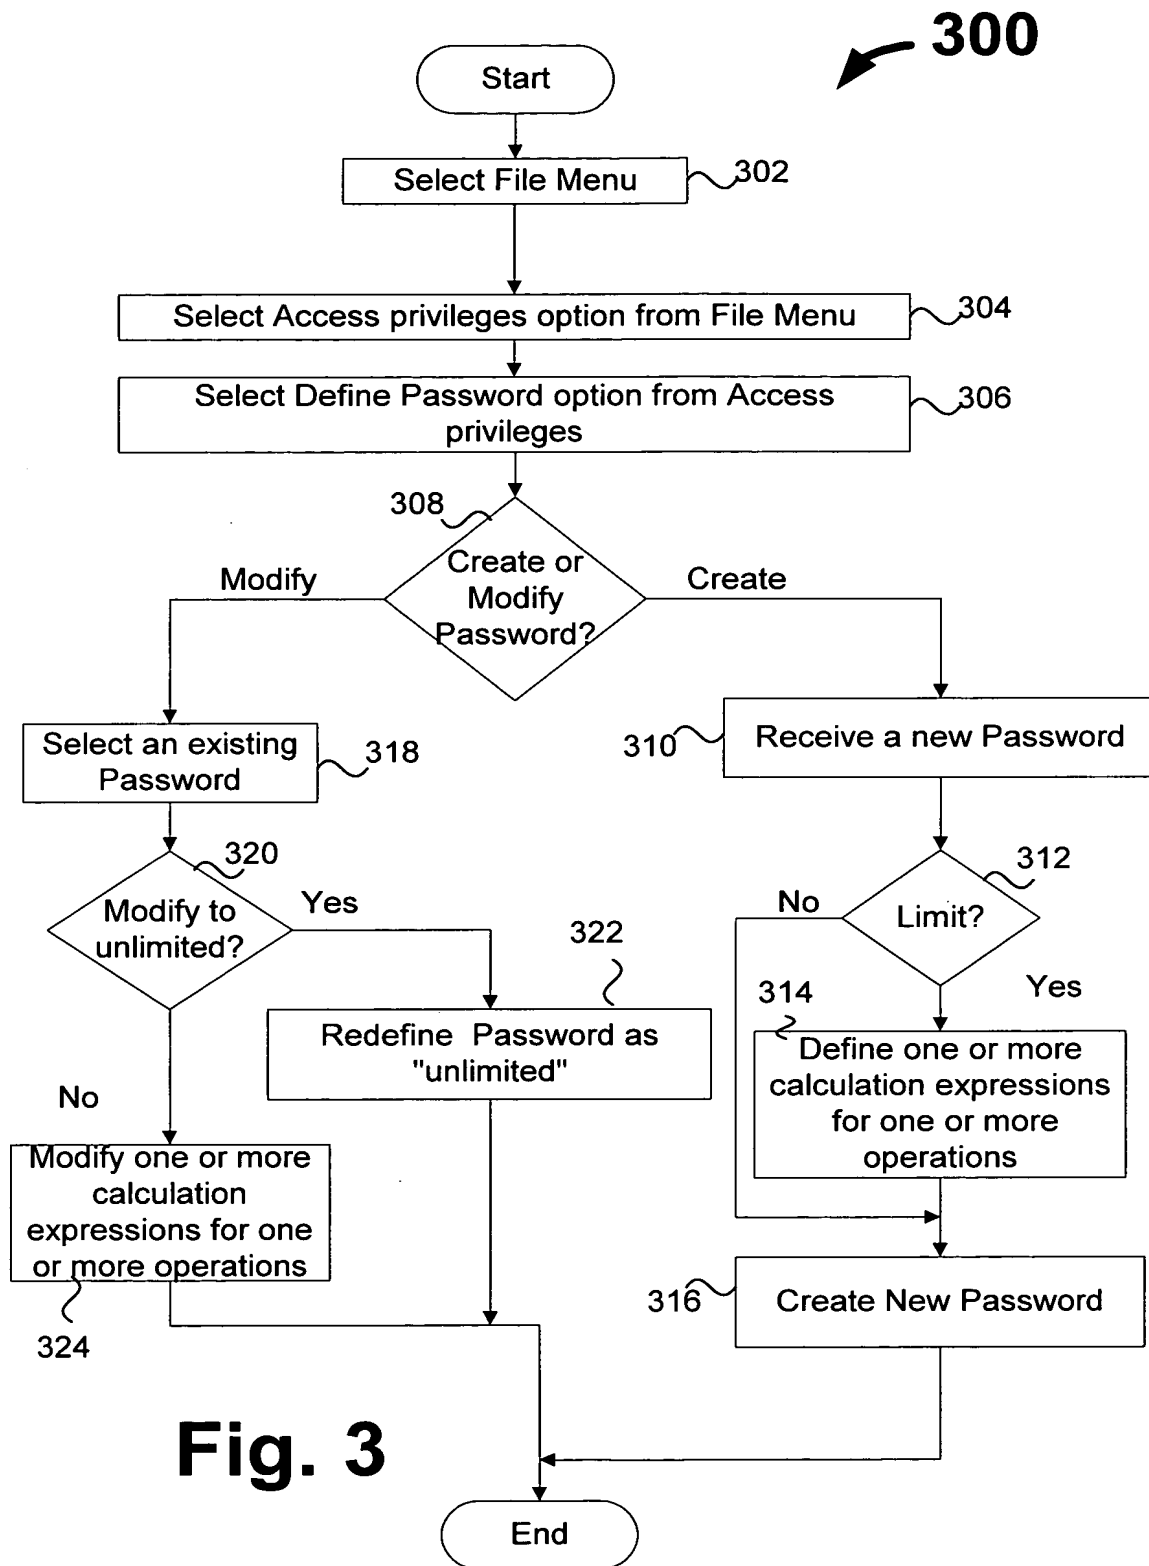 300
Start
Select File Menu
302
Select Access privileges option from File Menu
304
Select Define Password option from Access
privileges
306
308
Create or
Modify
Password?
Modify
Create
Select an existing
Password
318
310
Receive a new Password
320
Modify to
unlimited?
Yes
312
Limit?
No
322
Redefine Password as
"unlimited"
Yes
314
Define one or more
calculation expressions
for one or more
operations
No
Modify one or more
calculation
expressions for one
or more operations
324
316
Create New Password
Fig. 3
End